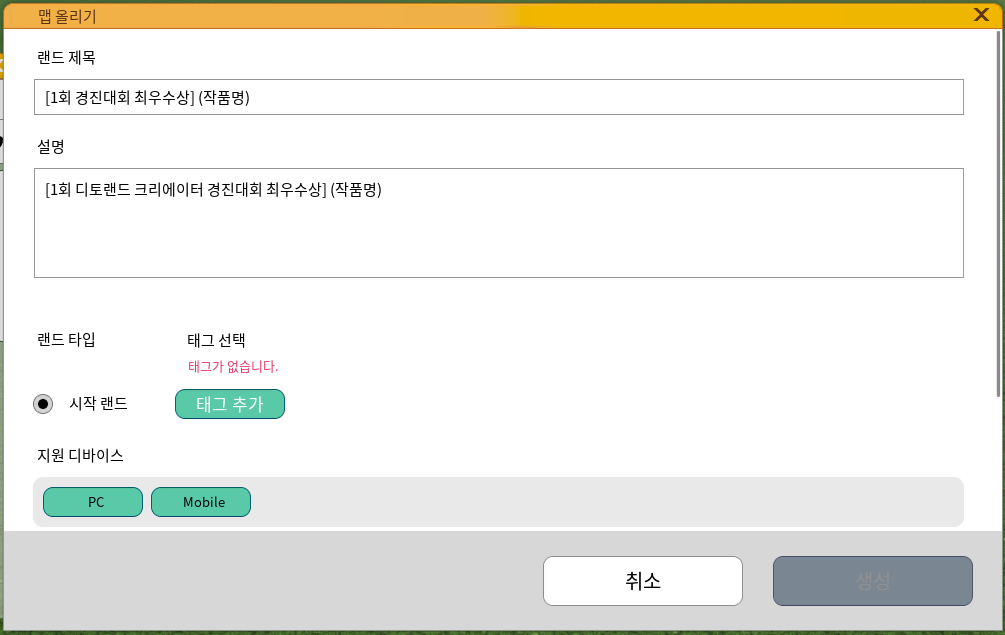 맵 올리기
랜드 제목
[1회 경진대회 최우수상] (작품명)
설명
[1회 디토랜드 크리에이터 경진대회 최우수상] (작품명)
랜드 타입 태그 선택
태그가 없습니다.
시작 랜드 태그 추가
지원 디바이스
PC Mobile
취소 생성